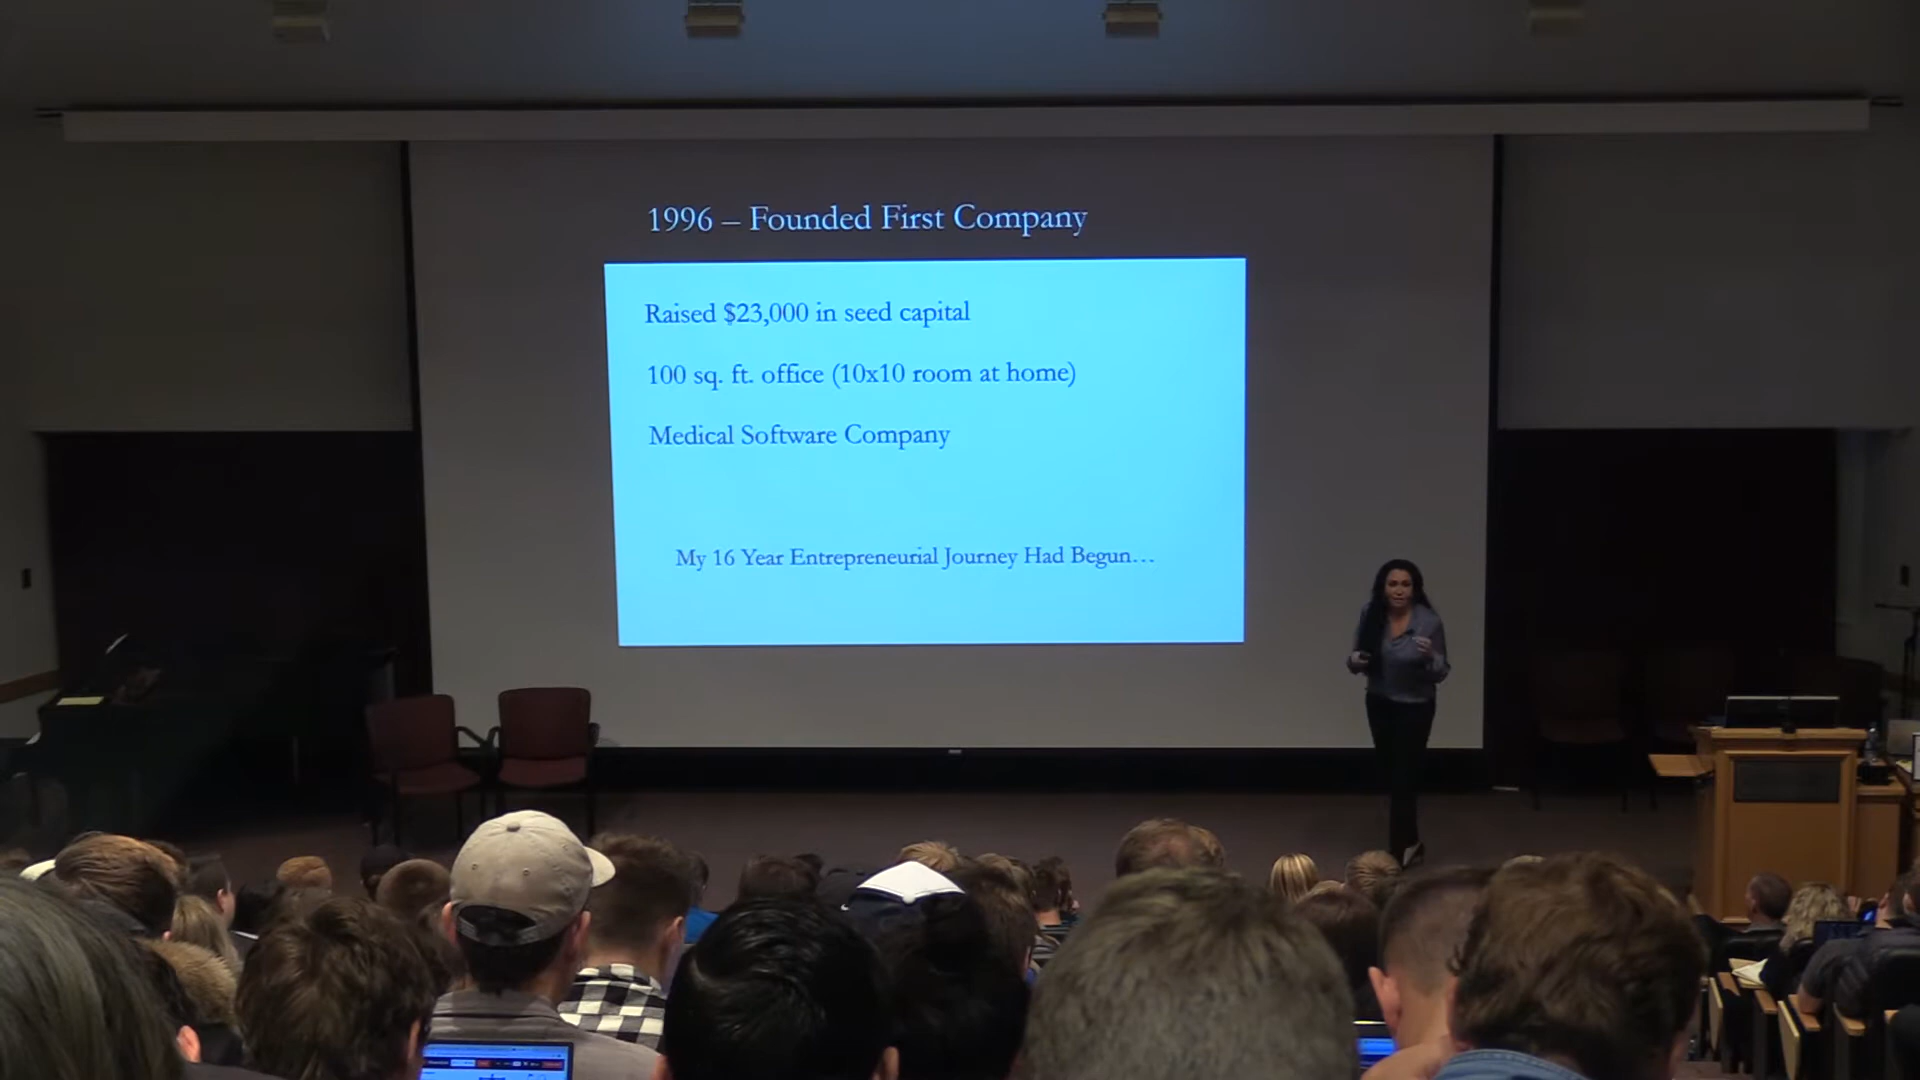 1996 – Founded First Company
Raised $23,000 in seed capital
100 sq. ft. office (10x10 room at home)
Medical Software Company
My 16 Year Entrepreneurial Journey Had Begun…